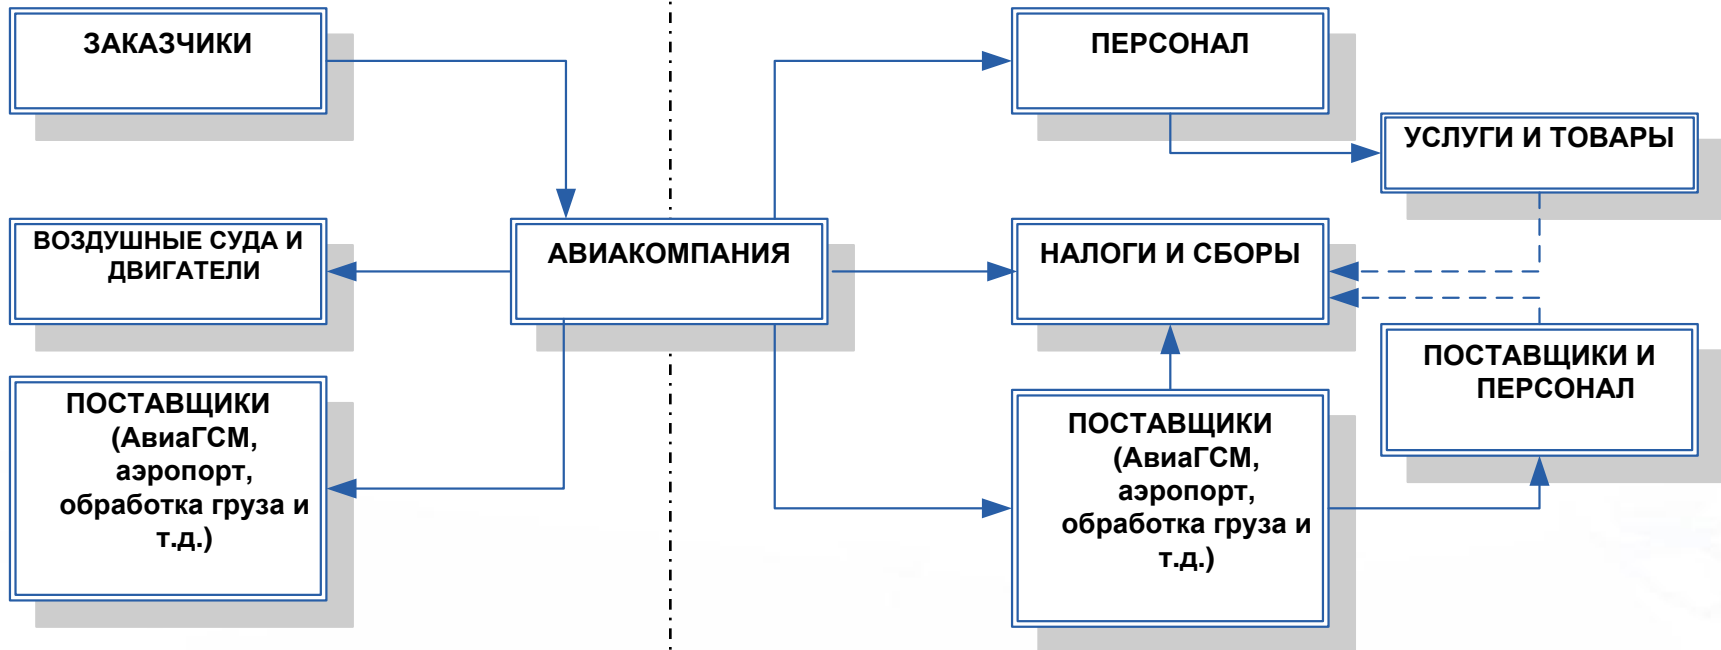 ЗАКАЗЧИКИ
ПЕРСОНАЛ
УСЛУГИ И ТОВАРЫ
ВОЗДУШНЫЕ СУДА И
ДВИГАТЕЛИ
АВИАКОМПАНИЯ
НАЛОГИ И СБОРЫ
ПОСТАВЩИКИ И
ПЕРСОНАЛ
ПОСТАВЩИКИ
(АвиаГСМ,
аэропорт,
обработка груза и
т.д.)
ПОСТАВЩИКИ
(АвиаГСМ,
аэропорт,
обработка груза и
т.д.)